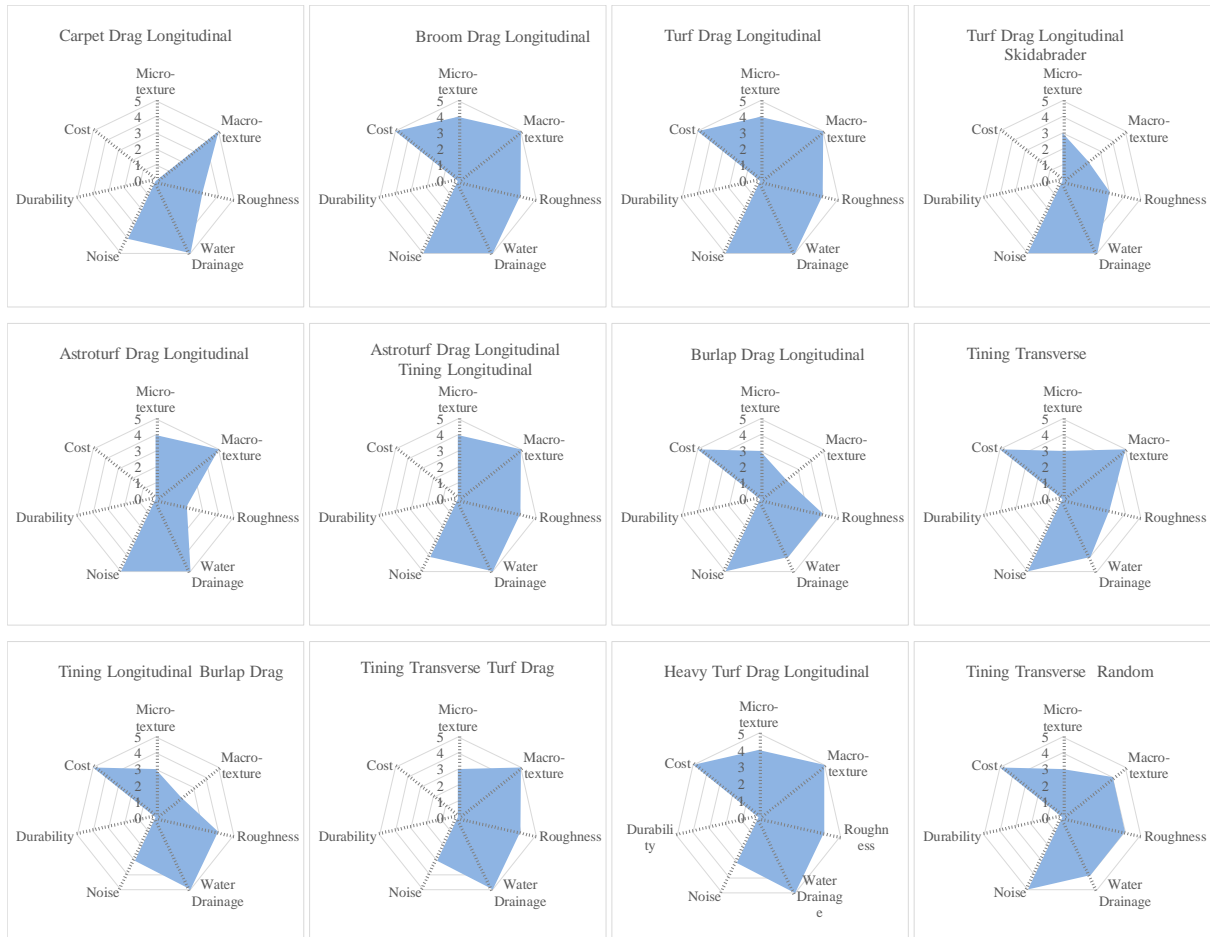 Carpet Drag Longitudinal
Micro-
texture
5
4
3
2
1
0
Macro-
texture
Roughness
Water
Drainage
Noise
Durability
Cost
Broom Drag Longitudinal
Micro-
texture
5
4
3
2
1
0
Macro-
texture
Roughness
Water
Drainage
Noise
Durability
Cost
Turf Drag Longitudinal
Micro-
texture
5
4
3
2
1
0
Macro-
texture
Roughness
Water
Drainage
Noise
Durability
Cost
Turf Drag Longitudinal
Skidabrader
Micro-
texture
5
4
3
2
1
0
Macro-
texture
Roughness
Water
Drainage
Noise
Durability
Cost
Astroturf Drag Longitudinal
Micro-
texture
5
4
3
2
1
0
Macro-
texture
Roughness
Water
Drainage
Noise
Durability
Cost
Astroturf Drag Longitudinal
Tining Longitudinal
Micro-
texture
5
4
3
2
1
0
Macro-
texture
Roughness
Water
Drainage
Noise
Durability
Cost
Burlap Drag Longitudinal
Micro-
texture
5
4
3
2
1
0
Macro-
texture
Roughness
Water
Drainage
Noise
Durability
Cost
Tining Transverse
Micro-
texture
5
4
3
2
1
0
Macro-
texture
Roughness
Water
Drainage
Noise
Durability
Cost
Tining Longitudinal Burlap Drag
Micro-
texture
5
4
3
2
1
0
Macro-
texture
Roughness
Water
Drainage
Noise
Durability
Cost
Tining Transverse Turf Drag
Micro-
texture
5
4
3
2
1
0
Macro-
texture
Roughness
Water
Drainage
Noise
Durability
Cost
Heavy Turf Drag Longitudinal
Micro-
texture
5
4
3
2
1
0
Macro-
texture
Roughn
ess
Water
Drainag
e
Noise
Durabili
ty
Cost
Tining Transverse Random
Micro-
texture
5
4
3
2
1
0
Macro-
texture
Roughness
Water
Drainage
Noise
Durability
Cost